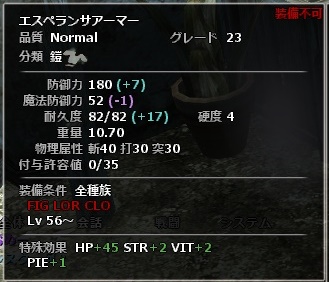 装備不可
エスペランサアーマー
品質 Normal グレード 23
分類 鎧
防御力 180 (+7)
魔法防御力 52 (-1)
耐久度 82/82 (+17) 硬度 4
重量 10.70
物理属性 斬40 打30 突30
付与許容値 0/35
装備条件 全種族
FIG LOR CLO
Lv 56～
特殊効果 HP+45 STR+2 VIT+2
PIE+1